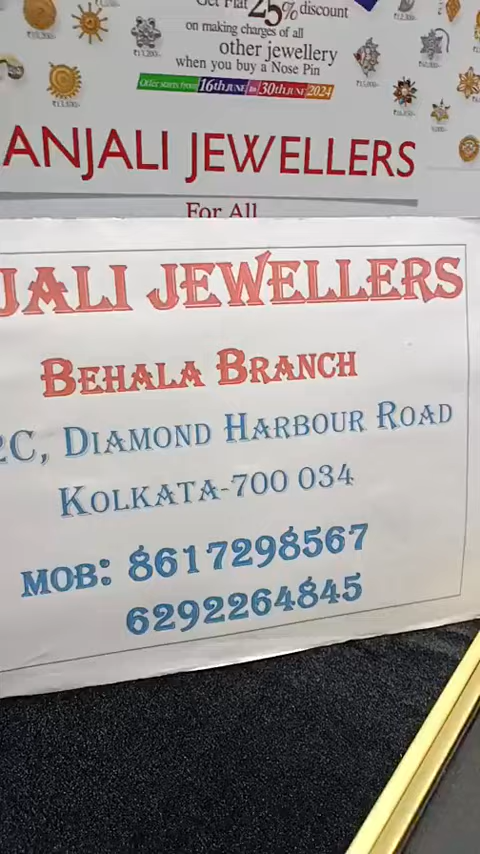 Get Flat 25% discount
on making charges of all
other jewellery
when you buy a Nose Pin
Offer starts from 16th JUNE to 30th JUNE 2024
ANJALI JEWELLERS
For All
JALI JEWELLERS
BEHALA BRANCH
2C, DIAMOND HARBOUR ROAD
KOLKATA-700 034
MOB: 8617298567
6292264845